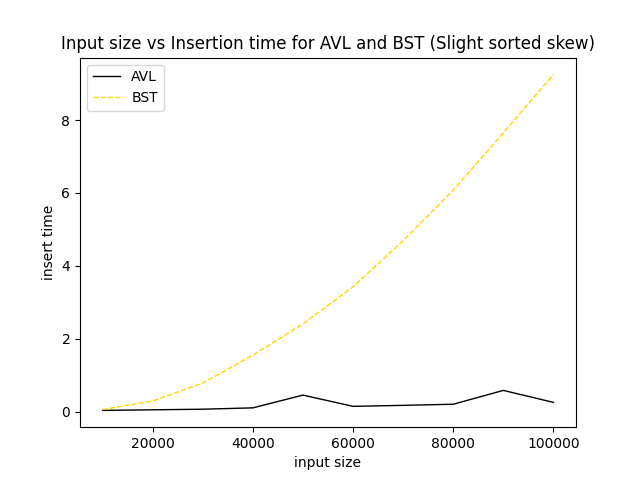 Input size vs Insertion time for AVL and BST (Slight sorted skew)
AVL
BST
8
6
4
2
0
insert time
20000 40000 60000 80000 100000
input size